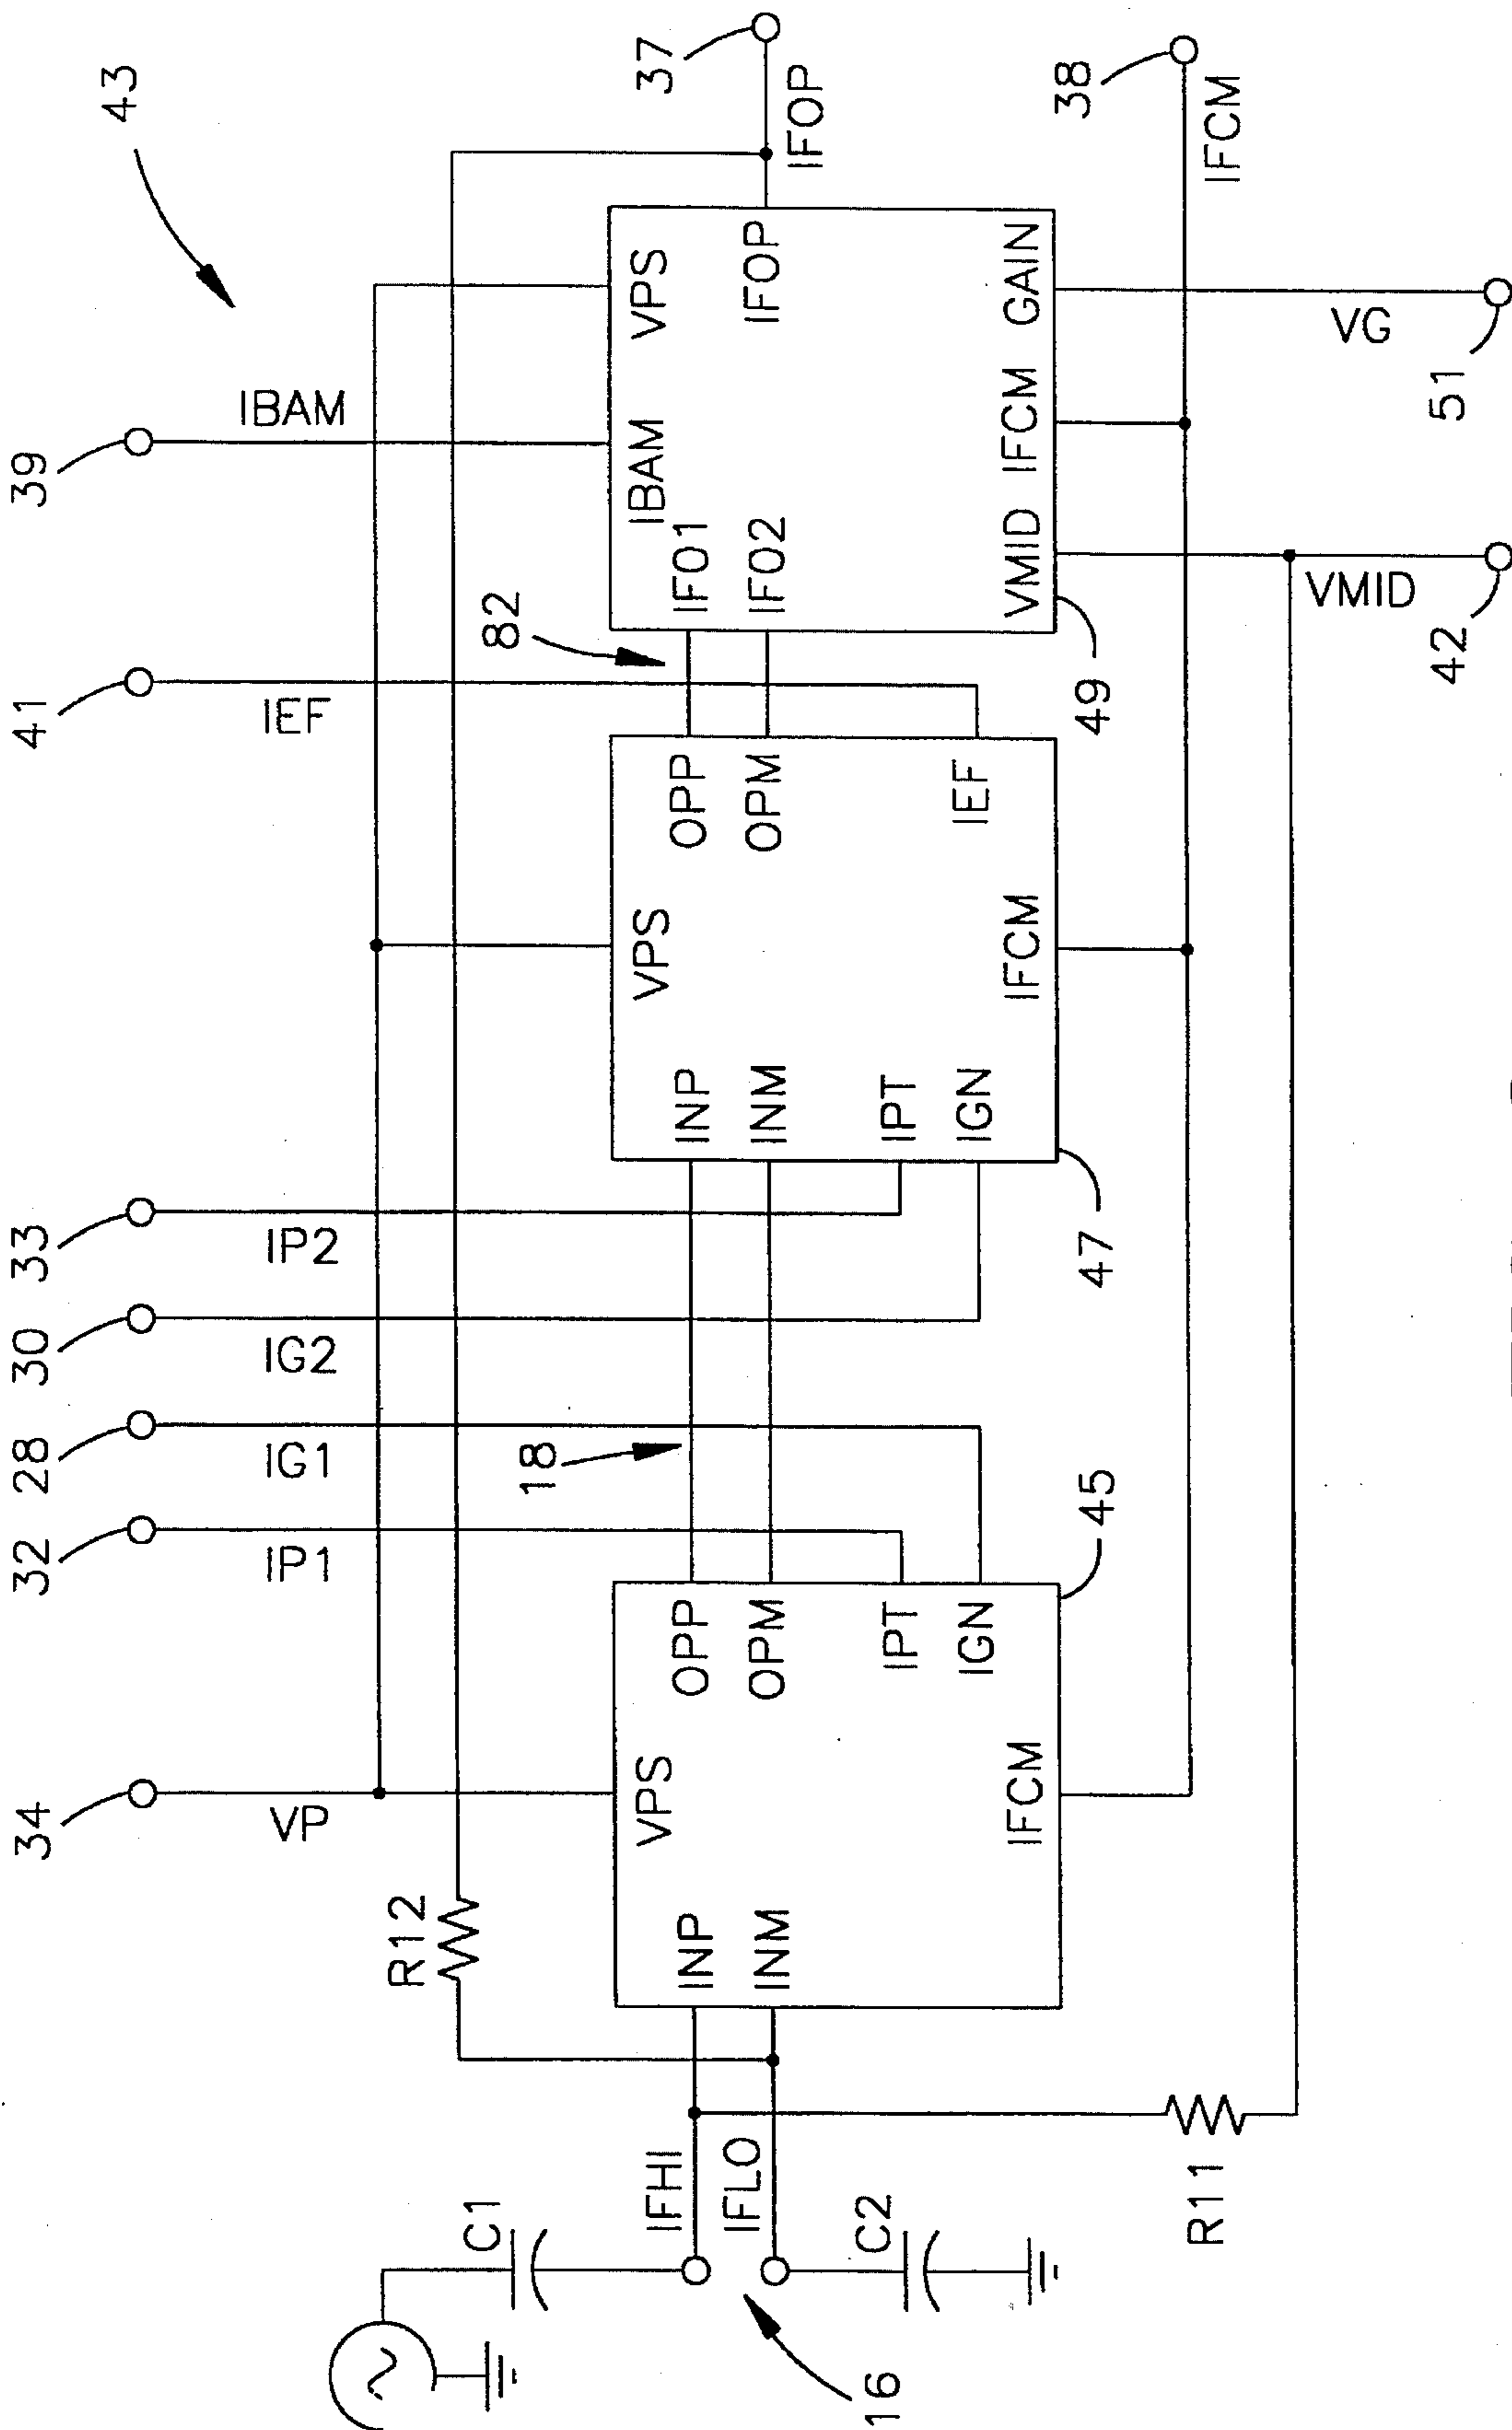 43
34
32
28
30
33
41
39
VP
IP1
IG1
IG2
IP2
IEF
IBAM
37
R12
IFOP
C1
IFHI
IFLO
C2
16
INP
INM
VPS
OPP
OPM
IPT
IGN
IFCM
45
18
INP
INM
IPT
IGN
VPS
OPP
OPM
IEF
IFCM
47
82
IFO1
IFO2
IBAM
VPS
IFOP
VMID
IFCM
GAIN
49
38
IFCM
R11
VMID
VG
42
51